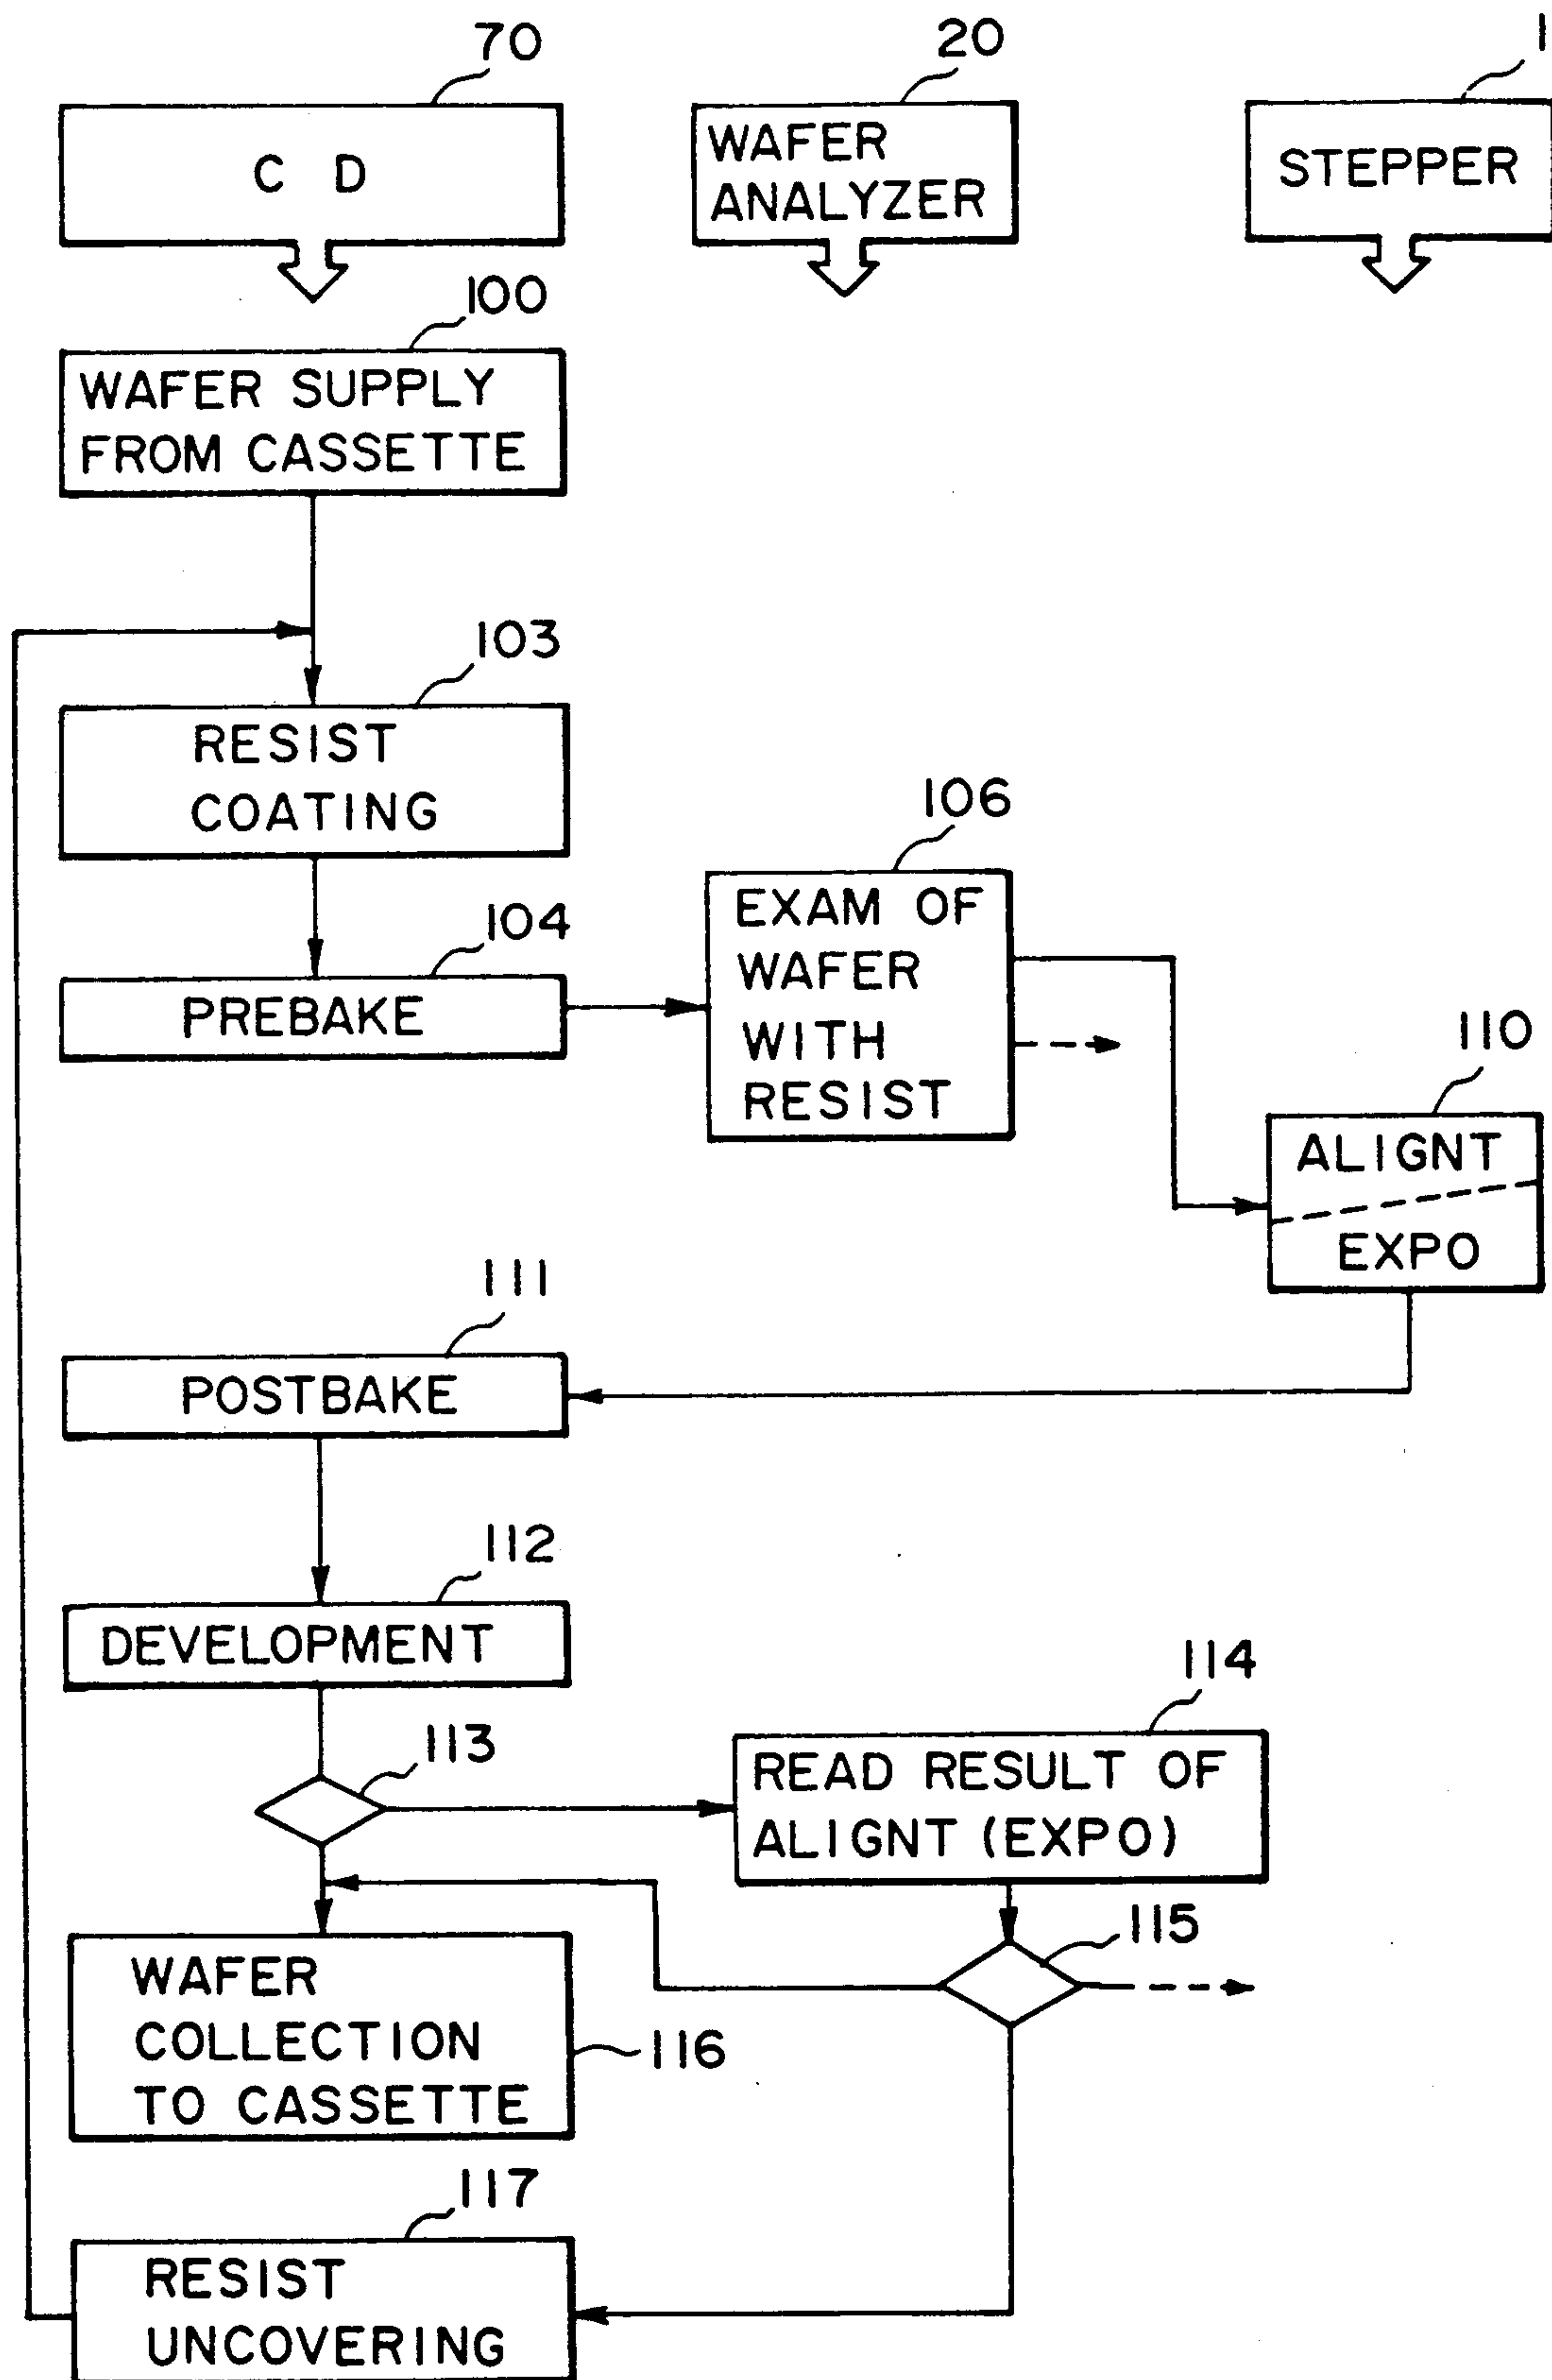 70
20
1
C D
WAFER
ANALYZER
STEPPER
100
WAFER SUPPLY
FROM CASSETTE
103
RESIST
COATING
106
104
PREBAKE
EXAM OF
WAFER
WITH
RESIST
110
ALIGNT
EXPO
111
POSTBAKE
112
DEVELOPMENT
114
113
READ RESULT OF
ALIGNT (EXPO)
115
WAFER
COLLECTION
TO CASSETTE
116
117
RESIST
UNCOVERING